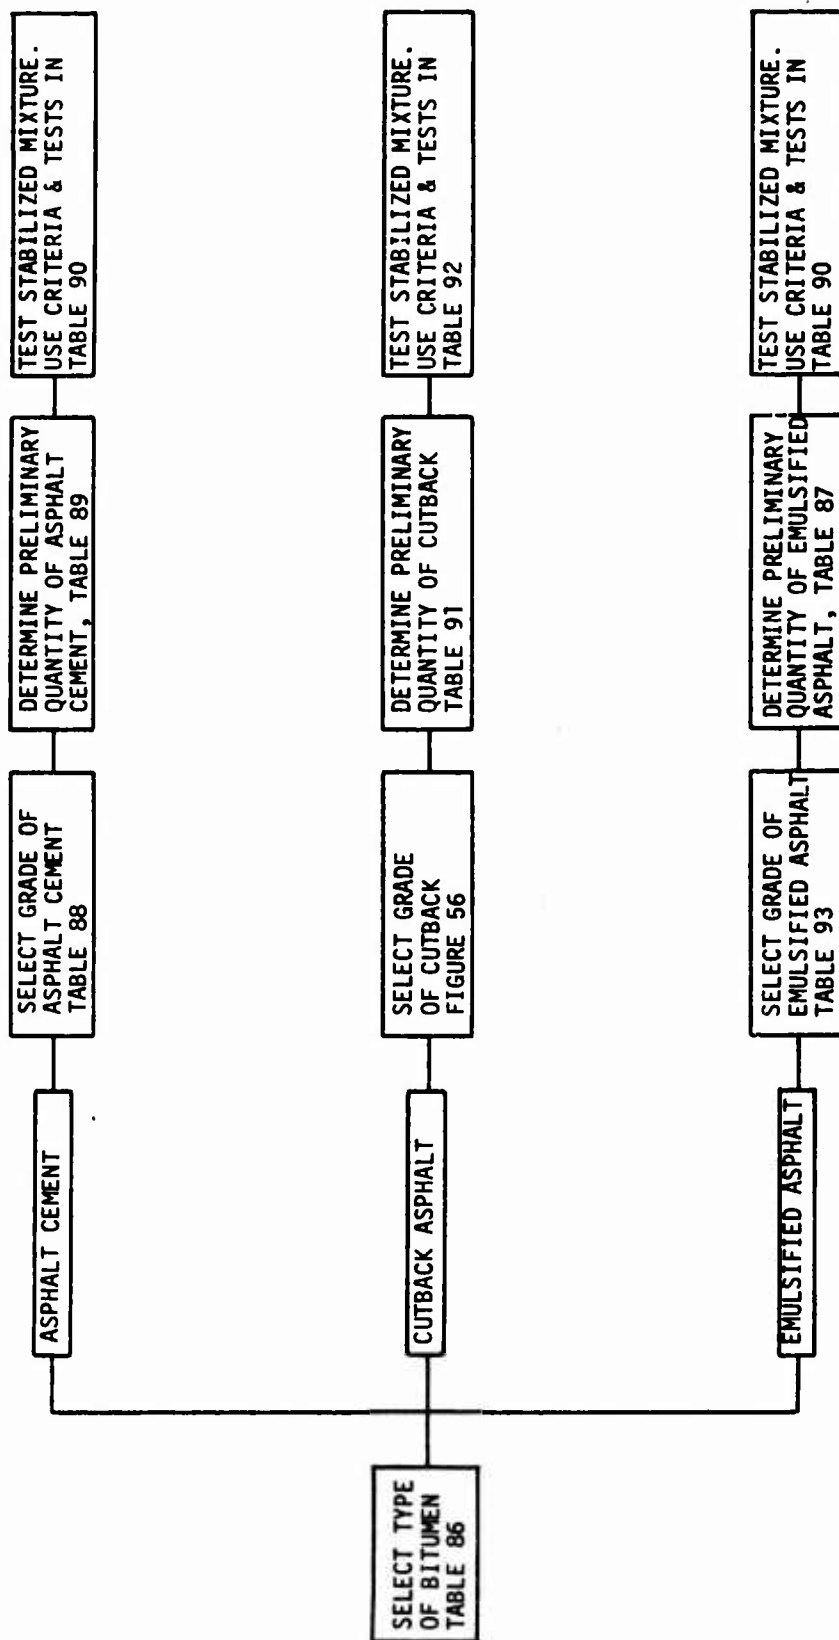 SELECT TYPE
OF BITUMEN
TABLE 86
ASPHALT CEMENT
SELECT GRADE OF
ASPHALT CEMENT
TABLE 88
DETERMINE PRELIMINARY
QUANTITY OF ASPHALT
CEMENT, TABLE 89
TEST STABILIZED MIXTURE.
USE CRITERIA & TESTS IN
TABLE 90
CUTBACK ASPHALT
SELECT GRADE
OF CUTBACK
FIGURE 56
DETERMINE PRELIMINARY
QUANTITY OF CUTBACK
TABLE 91
TEST STABILIZED MIXTURE.
USE CRITERIA & TESTS IN
TABLE 92
EMULSIFIED ASPHALT
SELECT GRADE OF
EMULSIFIED ASPHALT
TABLE 93
DETERMINE PRELIMINARY
QUANTITY OF EMULSIFIED
ASPHALT, TABLE 87
TEST STABILIZED MIXTURE.
USE CRITERIA & TESTS IN
TABLE 90